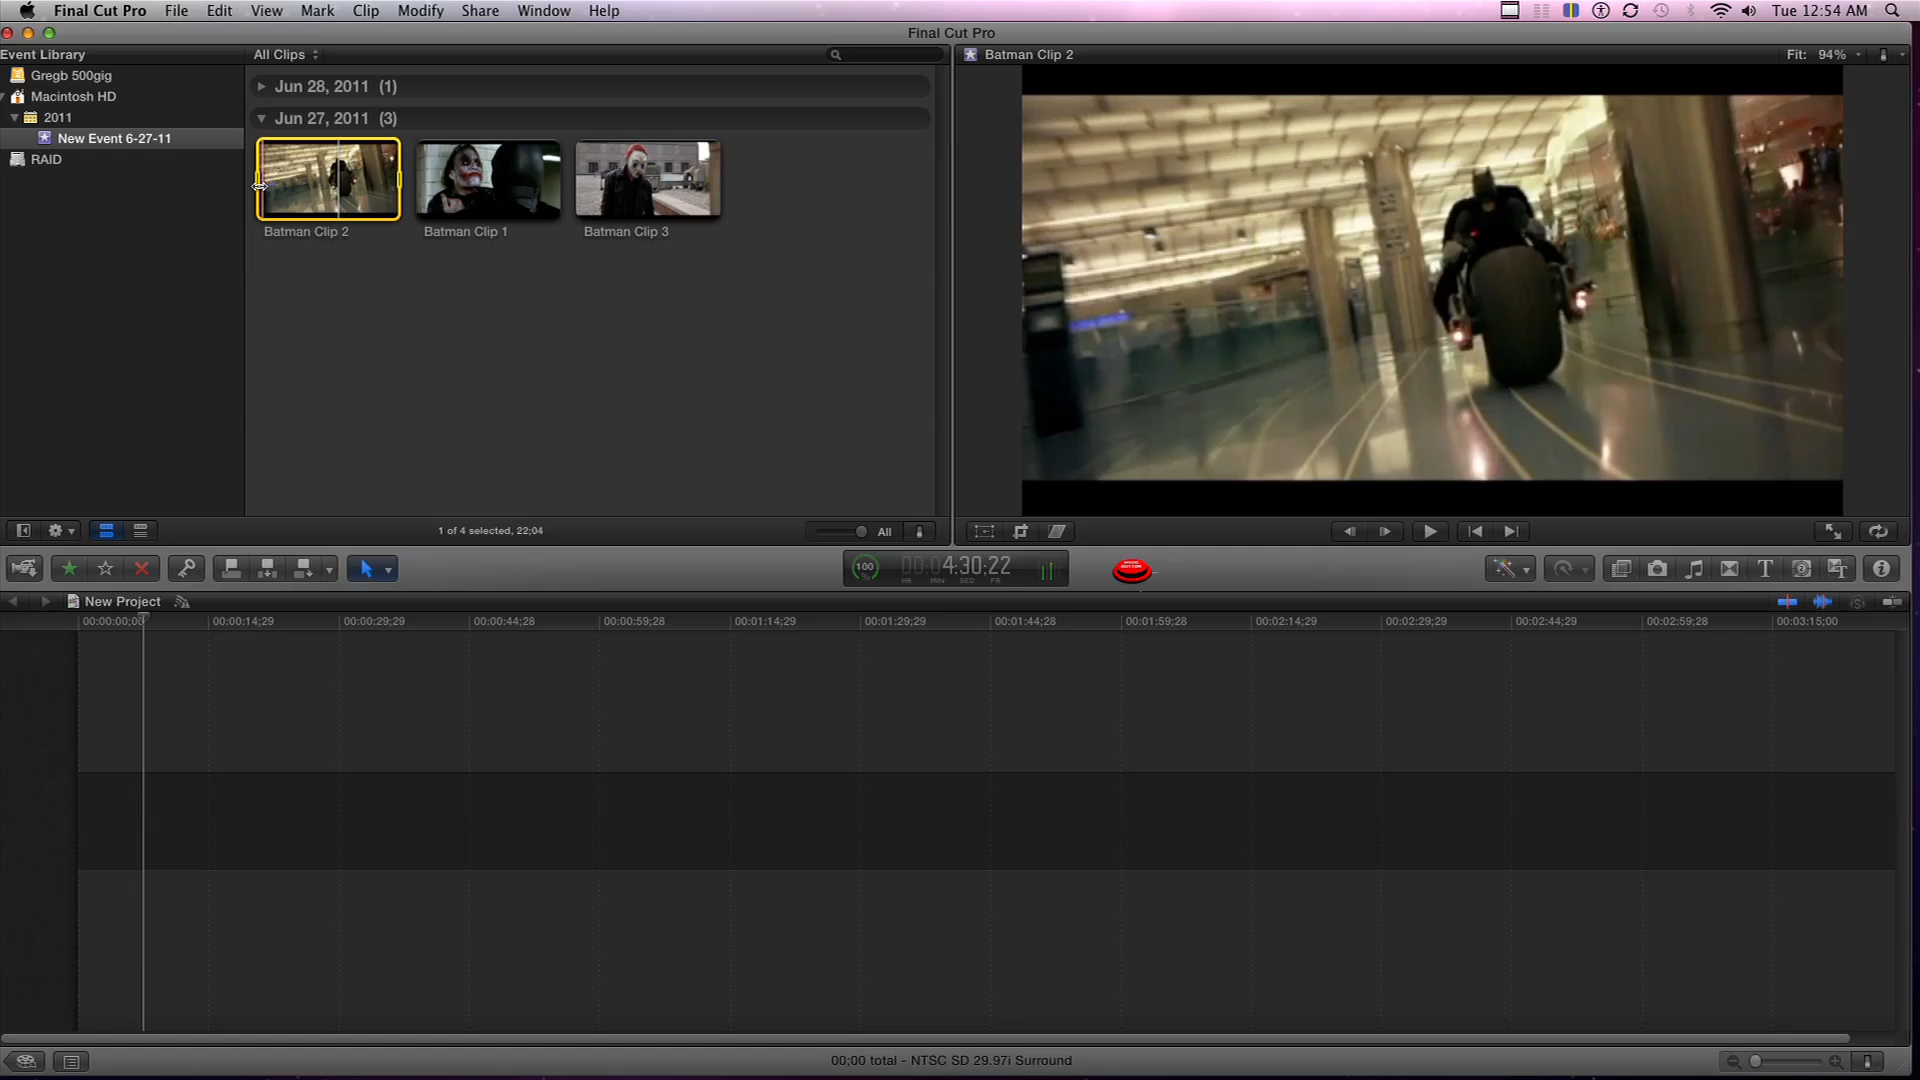 Final Cut Pro File Edit View Mark Clip Modify Share Window Help Tue 12:54 AM
Final Cut Pro
Event Library All Clips Batman Clip 2 Fit: 94%
Gregb 500gig
Macintosh HD
2011
New Event 6-27-11
RAID
Jun 28, 2011 (1)
Jun 27, 2011 (3)
Batman Clip 2 Batman Clip 1 Batman Clip 3
1 of 4 selected, 22;04 All
100 % 00:04:30;22
HR MIN SEC FR
New Project
00:00:00;00 00:00:14;29 00:00:29;29 00:00:44;28 00:00:59;28 00:01:14;29 00:01:29;29 00:01:44;28 00:01:59;28 00:02:14;29 00:02:29;29 00:02:44;29 00:02:59;28 00:03:15;00
00;00 total - NTSC SD 29.97i Surround